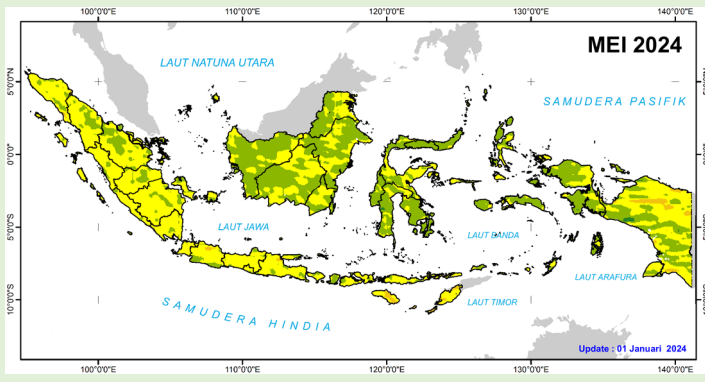 100°0'0"E 110°0'0"E 120°0'0"E 130°0'0"E 140°0'0"E
MEI 2024
LAUT NATUNA UTARA
5°0'0"N
SAMUDERA PASIFIK
0°0'0"
5°0'0"S
LAUT JAWA
LAUT BANDA
LAUT ARAFURA
10°0'0"S
SAMUDERA HINDIA
LAUT TIMOR
Update : 01 Januari 2024
100°0'0"E 110°0'0"E 120°0'0"E 130°0'0"E 140°0'0"E